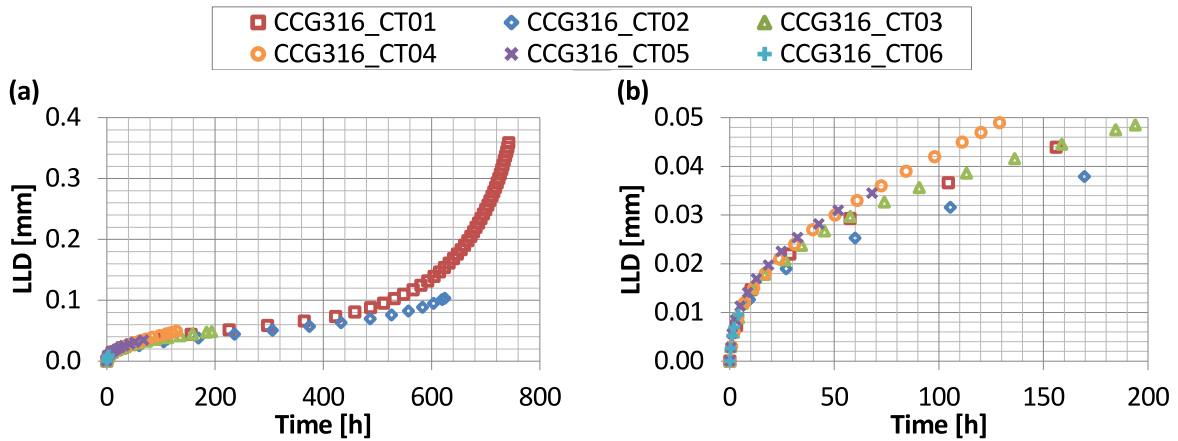 CCG316_CT01 CCG316_CT02 CCG316_CT03
CCG316_CT04 CCG316_CT05 CCG316_CT06
(a)
0.4
0.3
0.2
0.1
0.0
LLD [mm]
0 200 400 600 800
Time [h]
(b)
0.05
0.04
0.03
0.02
0.01
0.00
LLD [mm]
0 50 100 150 200
Time [h]